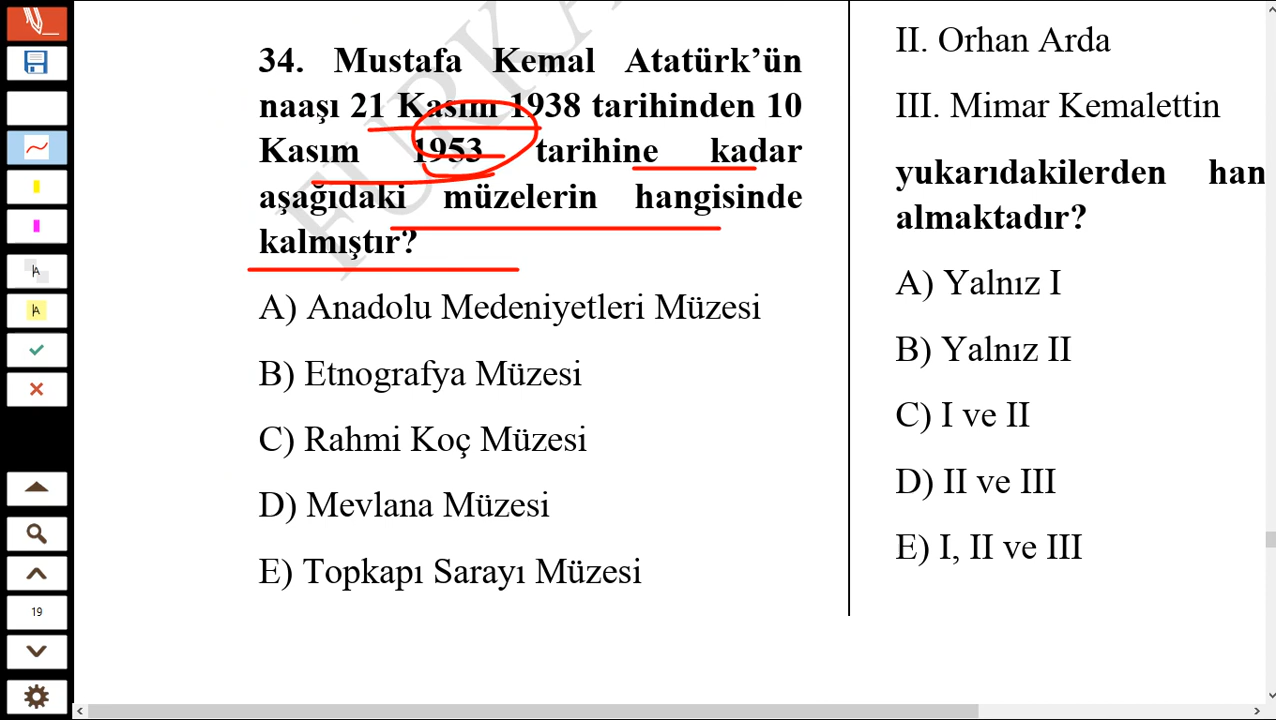 34. Mustafa Kemal Atatürk’ün
naaşı 21 Kasım 1938 tarihinden 10
Kasım 1953 tarihine kadar
aşağıdaki müzelerin hangisinde
kalmıştır?
A) Anadolu Medeniyetleri Müzesi
B) Etnografya Müzesi
C) Rahmi Koç Müzesi
D) Mevlana Müzesi
E) Topkapı Sarayı Müzesi
II. Orhan Arda
III. Mimar Kemalettin
yukarıdakilerden han
almaktadır?
A) Yalnız I
B) Yalnız II
C) I ve II
D) II ve III
E) I, II ve III
FURKA
A
A
19